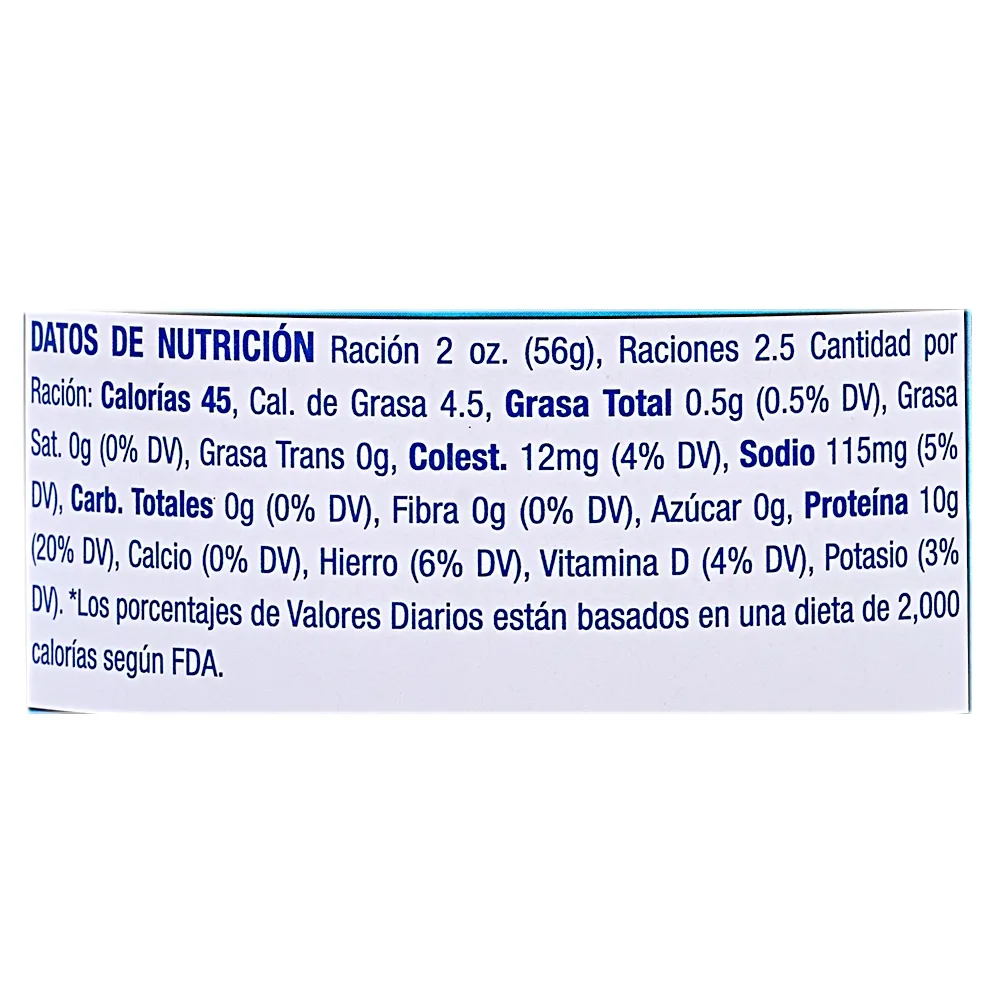 DATOS DE NUTRICIÓN Ración 2 oz. (56g), Raciones 2.5 Cantidad por
Ración: Calorías 45, Cal. de Grasa 4.5, Grasa Total 0.5g (0.5% DV), Grasa
Sat. 0g (0% DV), Grasa Trans 0g, Colest. 12mg (4% DV), Sodio 115mg (5%
DV), Carb. Totales 0g (0% DV), Fibra 0g (0% DV), Azúcar 0g, Proteína 10g
(20% DV), Calcio (0% DV), Hierro (6% DV), Vitamina D (4% DV), Potasio (3%
DV). *Los porcentajes de Valores Diarios están basados en una dieta de 2,000
calorías según FDA.